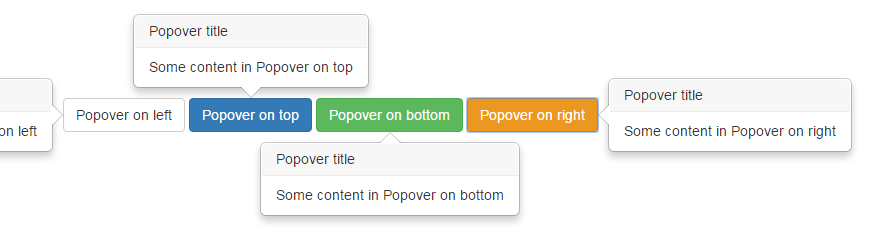 Popover title
Some content in Popover on top
on left
Popover on left
Popover on top
Popover on bottom
Popover on right
Popover title
Some content in Popover on right
Popover title
Some content in Popover on bottom